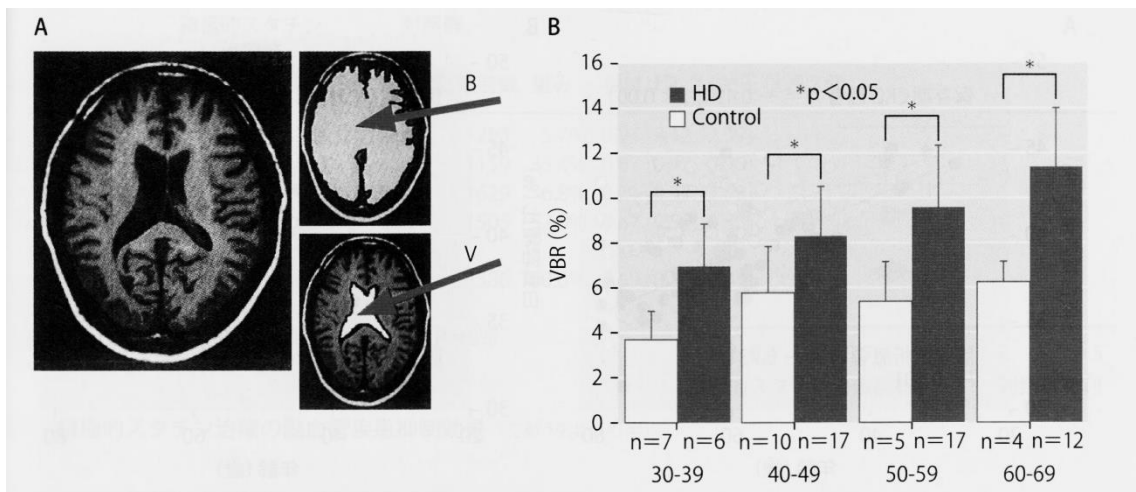 A
B
V
B
VBR (%)
16
14
12
10
8
6
4
2
0
HD
Control
*p<0.05
*
*
*
*
n=7 n=6 n=10 n=17 n=5 n=17 n=4 n=12
30-39 40-49 50-59 60-69